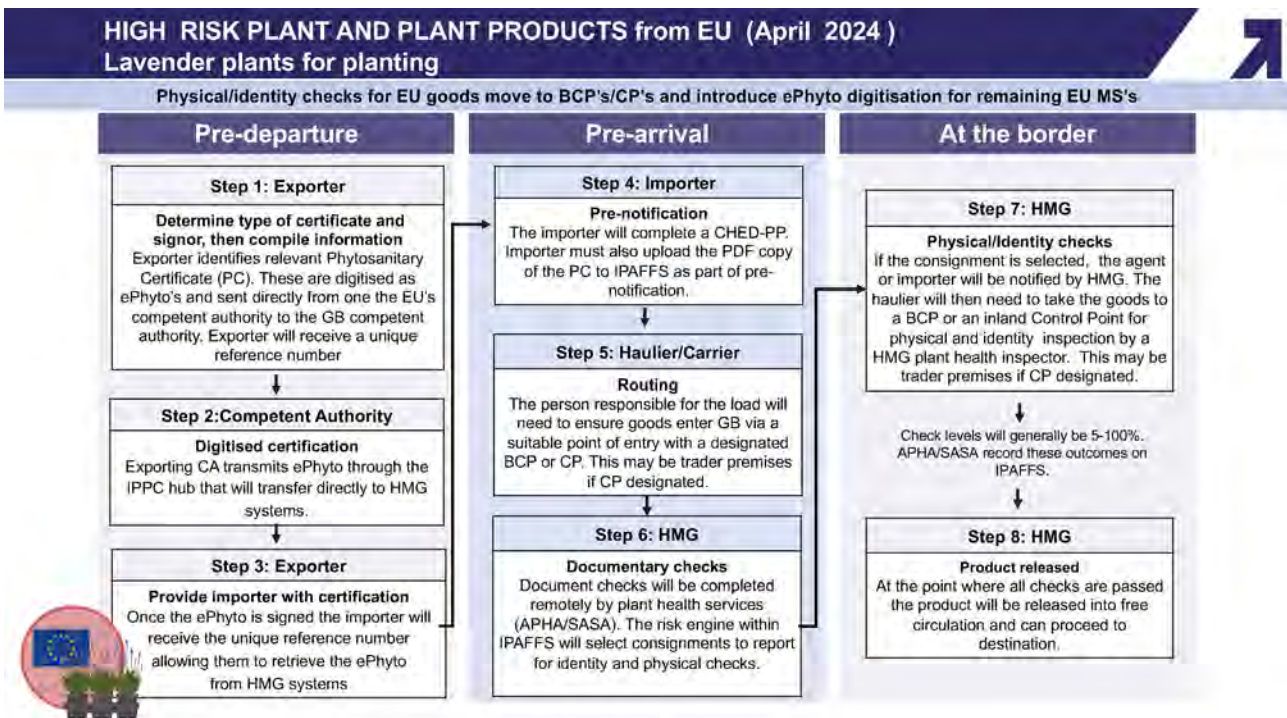 HIGH RISK PLANT AND PLANT PRODUCTS from EU (April 2024 )
Lavender plants for planting
Physical/identity checks for EU goods move to BCP's/CP's and introduce ePhyto digitisation for remaining EU MS's
Pre-departure
Step 1: Exporter
Determine type of certificate and
signor, then compile information
Exporter identifies relevant Phytosanitary
Certificate (PC). These are digitised as
ePhyto's and sent directly from one the EU's
competent authority to the GB competent
authority. Exporter will receive a unique
reference number
Step 2:Competent Authority
Digitised certification
Exporting CA transmits ePhyto through the
IPPC hub that will transfer directly to HMG
systems.
Step 3: Exporter
Provide importer with certification
Once the ePhyto is signed the importer will
receive the unique reference number
allowing them to retrieve the ePhyto
from HMG systems
Pre-arrival
Step 4: Importer
Pre-notification
The importer will complete a CHED-PP.
Importer must also upload the PDF copy
of the PC to IPAFFS as part of pre-
notification.
Step 5: Haulier/Carrier
Routing
The person responsible for the load will
need to ensure goods enter GB via a
suitable point of entry with a designated
BCP or CP. This may be trader premises
if CP designated.
Step 6: HMG
Documentary checks
Document checks will be completed
remotely by plant health services
(APHA/SASA). The risk engine within
IPAFFS will select consignments to report
for identity and physical checks.
At the border
Step 7: HMG
Physical/Identity checks
If the consignment is selected, the agent
or importer will be notified by HMG. The
haulier will then need to take the goods to
a BCP or an inland Control Point for
physical and identity inspection by a
HMG plant health inspector. This may be
trader premises if CP designated.
Check levels will generally be 5-100%.
APHA/SASA record these outcomes on
IPAFFS.
Step 8: HMG
Product released
At the point where all checks are passed
the product will be released into free
circulation and can proceed to
destination.